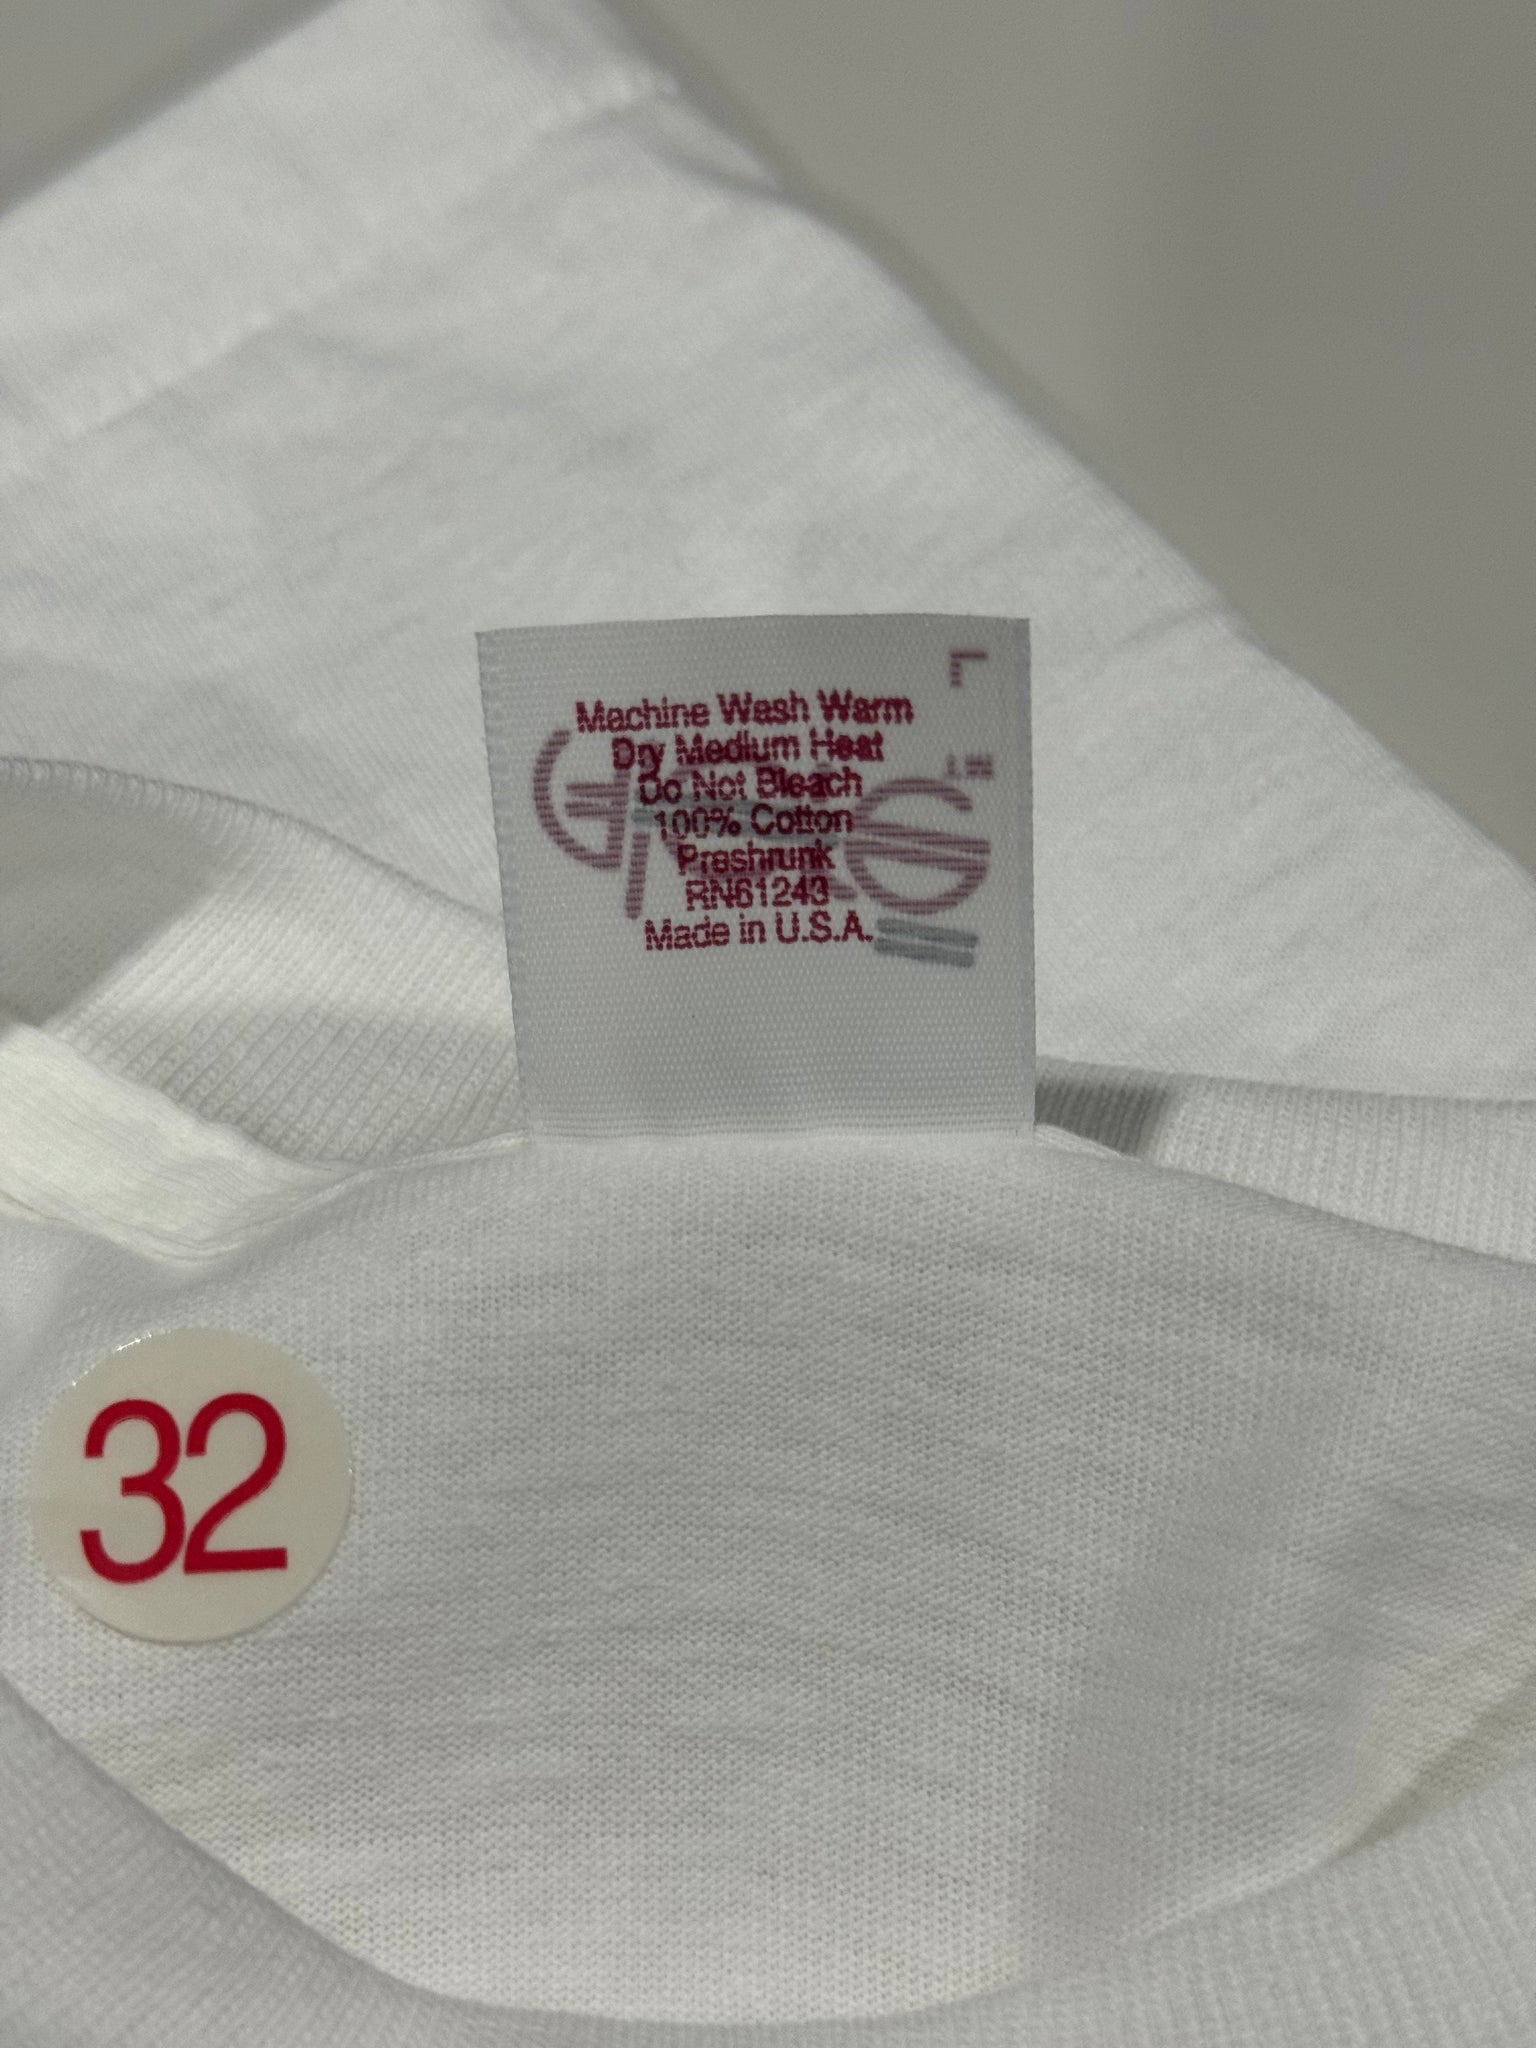 Machine Wash Warm
Dry Medium Heat
Do Not Bleach
100% Cotton
Preshrunk
RN61243
Made in U.S.A.
32